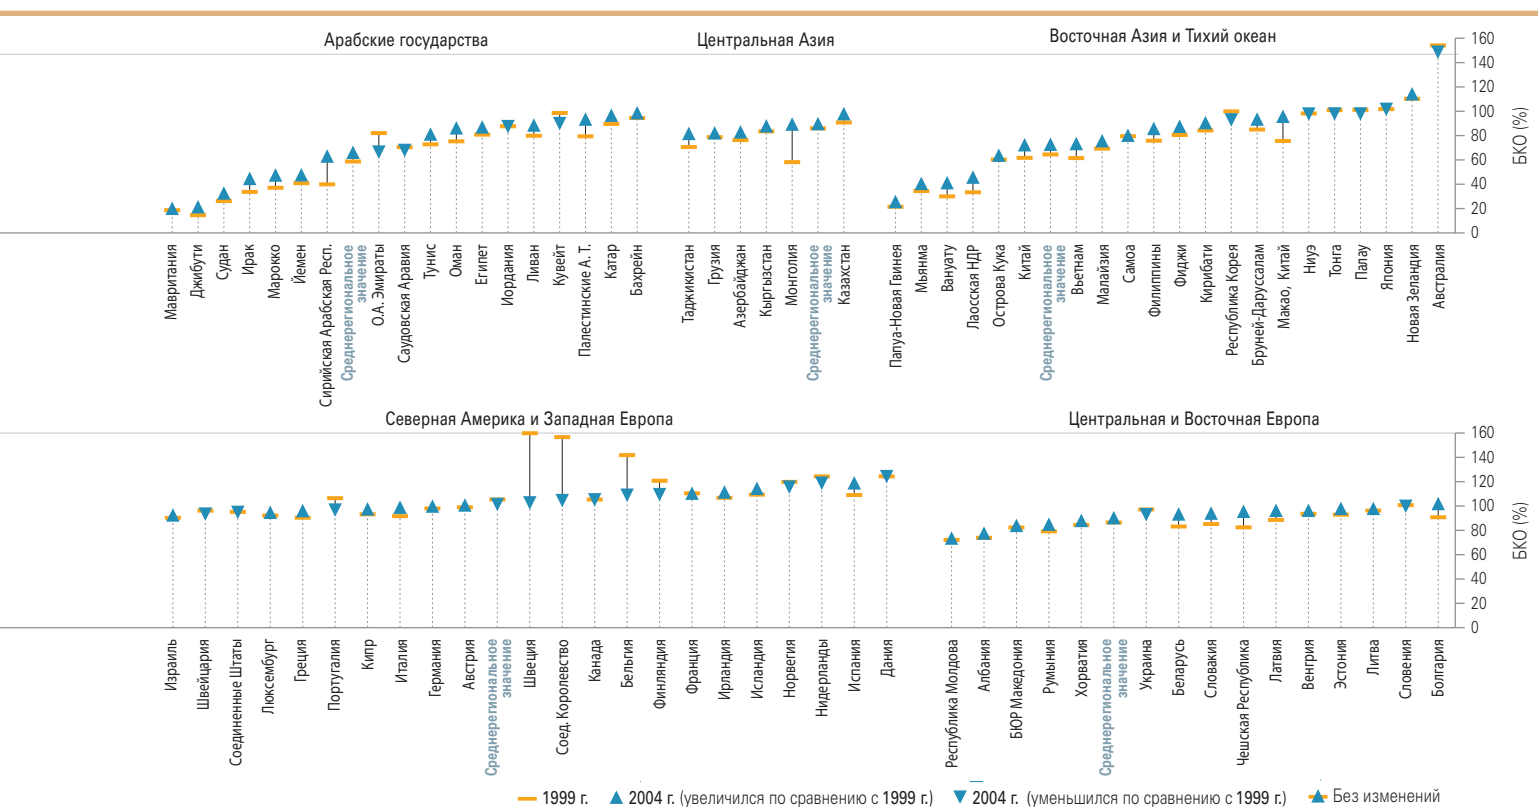 Арабские государства
Центральная Азия
Восточная Азия и Тихий океан
160
140
120
100
80
60
40
20
0
БКО (%)
Мавритания
Джибути
Судан
Ирак
Марокко
Йемен
Сирийская Арабская Респ.
Среднерегиональное
значение
О.А. Эмираты
Саудовская Аравия
Тунис
Оман
Египет
Иордания
Ливан
Кувейт
Палестинские А. Т.
Катар
Бахрейн
Таджикистан
Грузия
Азербайджан
Кыргызстан
Монголия
Среднерегиональное
значение
Казахстан
Папуа-Новая Гвинея
Мьянма
Вануату
Лаосская НДР
Острова Кука
Китай
Среднерегиональное
значение
Вьетнам
Малайзия
Самоа
Филиппины
Фиджи
Кирибати
Республика Корея
Бруней-Даруссалам
Макао, Китай
Ниуэ
Тонга
Палау
Япония
Новая Зеландия
Австралия
Северная Америка и Западная Европа
Центральная и Восточная Европа
160
140
120
100
80
60
40
20
0
БКО (%)
Израиль
Швейцария
Соединенные Штаты
Люксембург
Греция
Португалия
Кипр
Италия
Германия
Австрия
Среднерегиональное
значение
Швеция
Соед. Королевство
Канада
Бельгия
Финляндия
Франция
Ирландия
Исландия
Норвегия
Нидерланды
Испания
Дания
Республика Молдова
Албания
БЮР Македония
Румыния
Хорватия
Среднерегиональное
значение
Украина
Беларусь
Словакия
Чешская Республика
Латвия
Венгрия
Эстония
Литва
Словения
Болгария
1999 г. 2004 г. (увеличился по сравнению с 1999 г.) 2004 г. (уменьшился по сравнению с 1999 г.) Без изменений